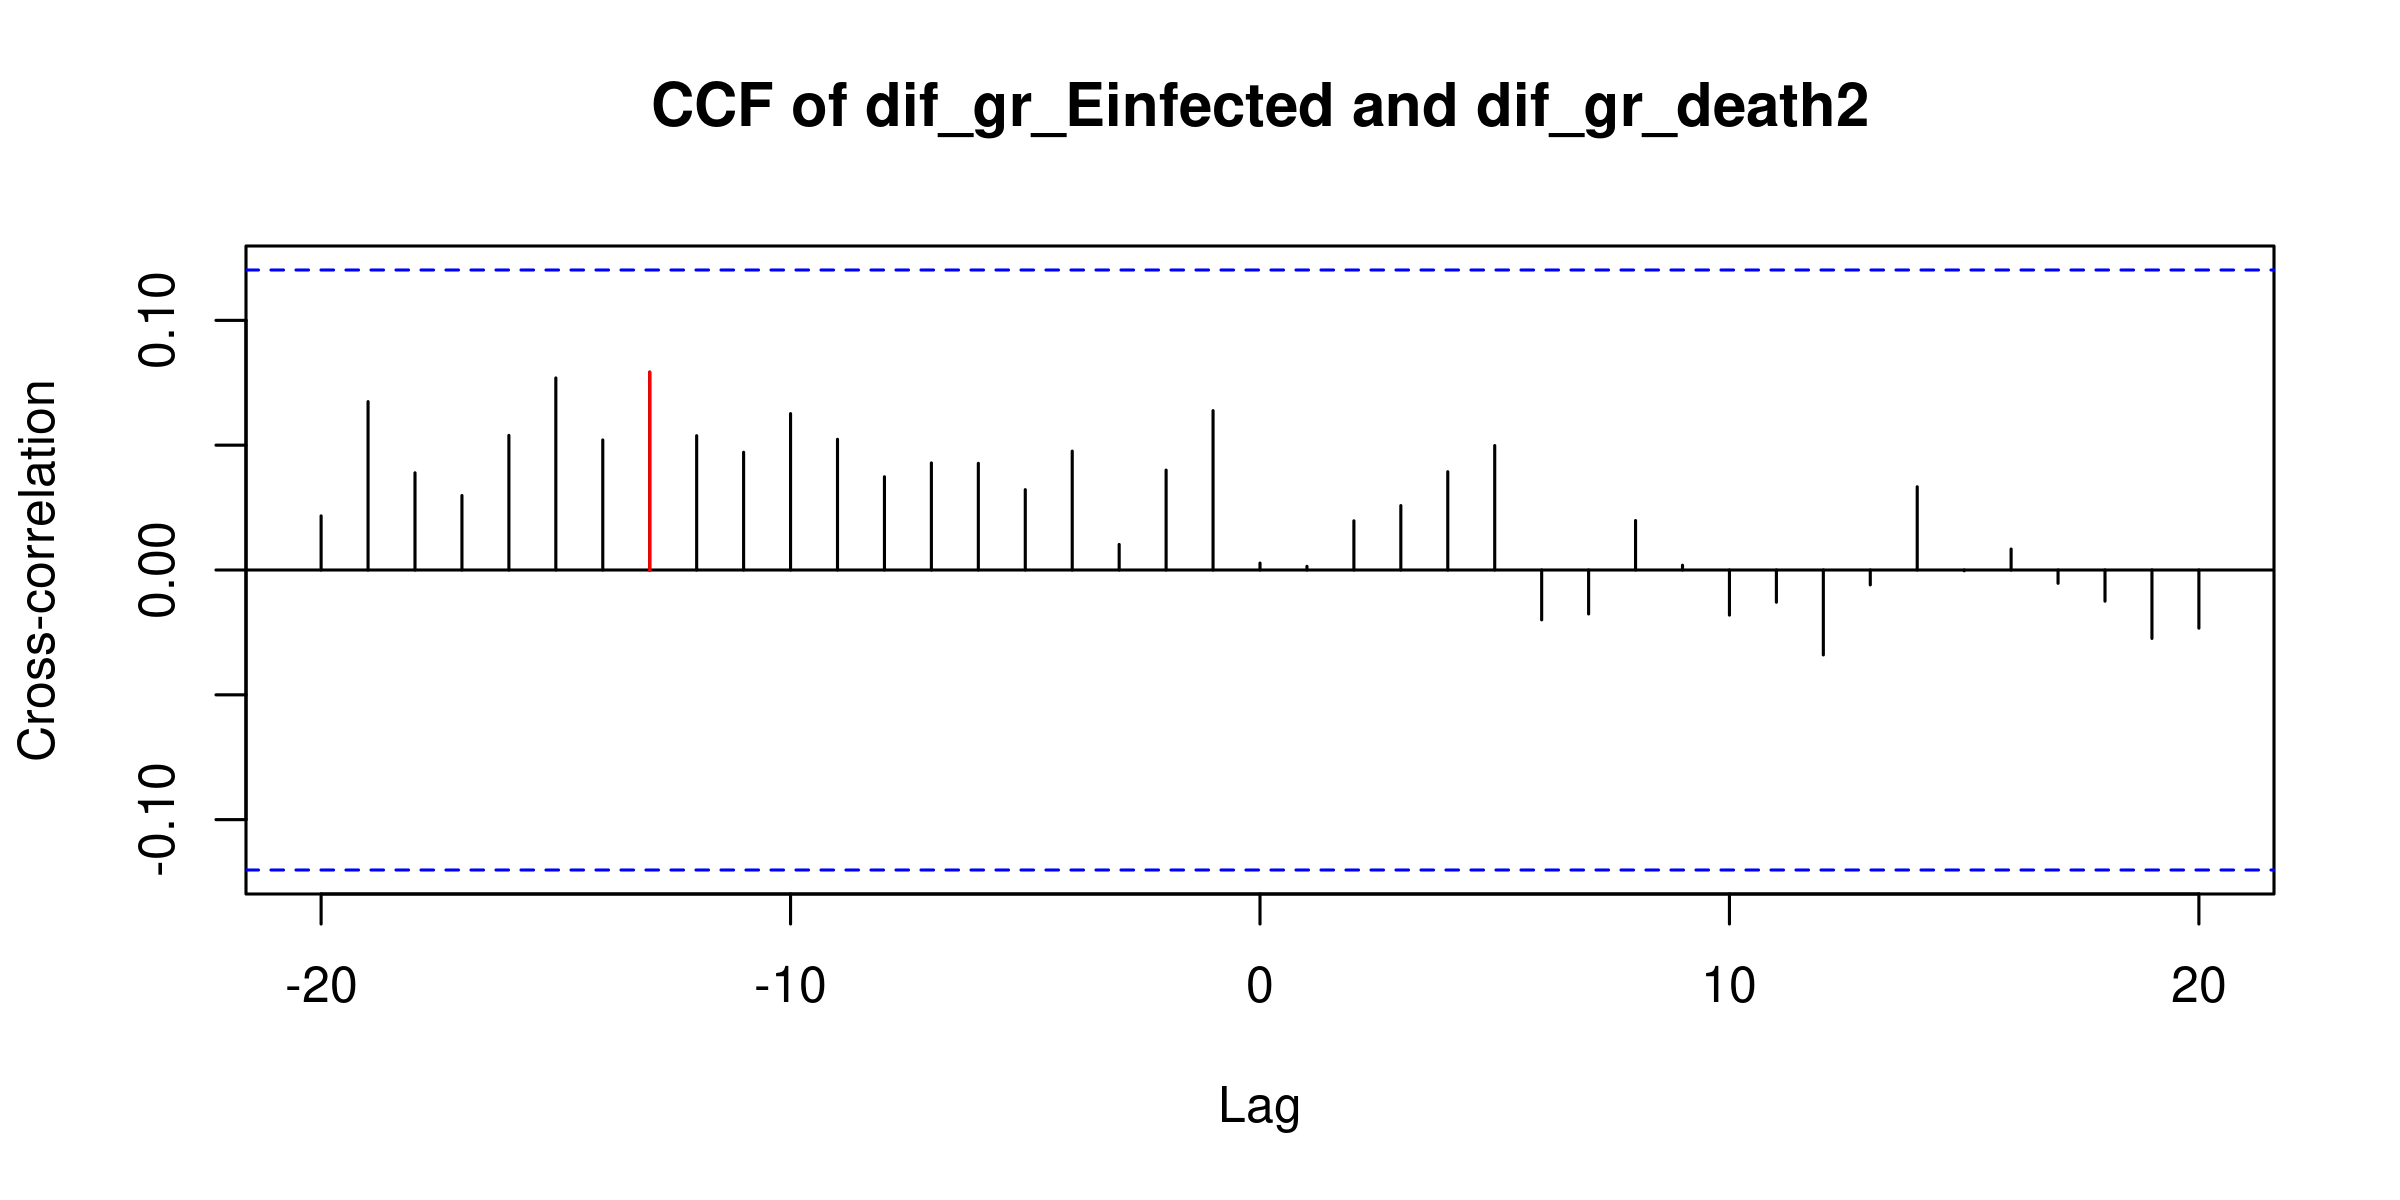 CCF of dif_gr_Einfected and dif_gr_death2
Cross-correlation
0.10
0.00
-0.10
-20 -10 0 10 20
Lag